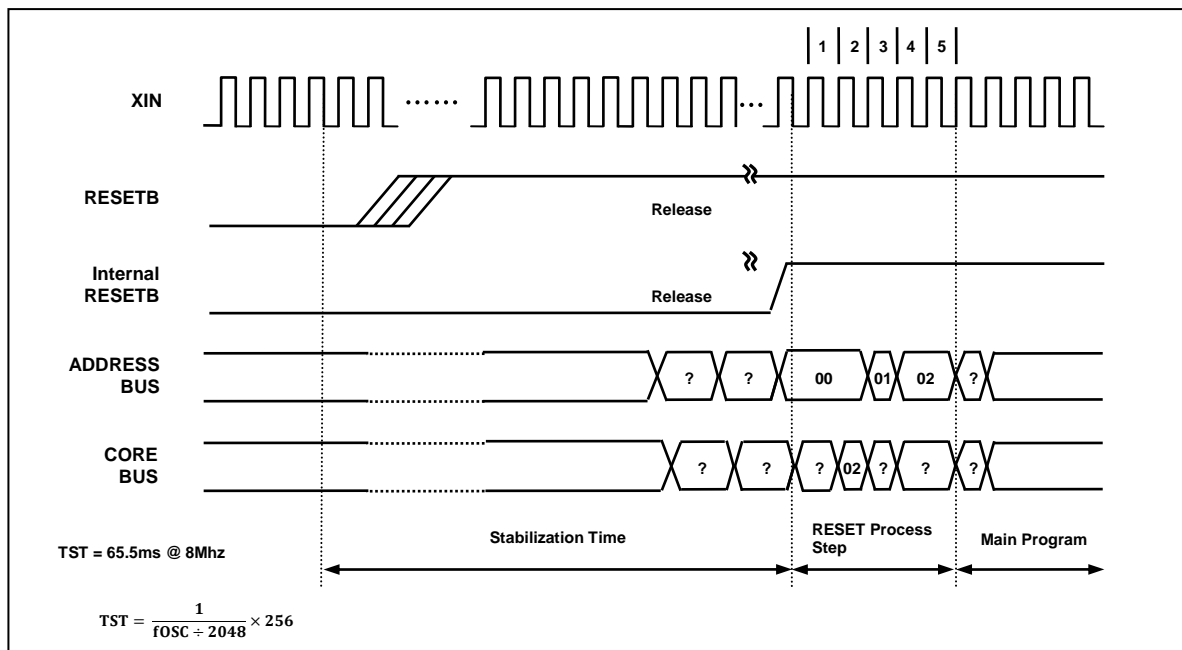 1 2 3 4 5
XIN
RESETB
Release
Internal
RESETB
Release
ADDRESS
BUS
? ? 00 01 02 ?
CORE
BUS
? ? ? 02 ? ? ?
Stabilization Time
RESET Process
Step
Main Program
TST = 65.5ms @ 8Mhz
TST = 1 / (fOSC ÷ 2048) × 256